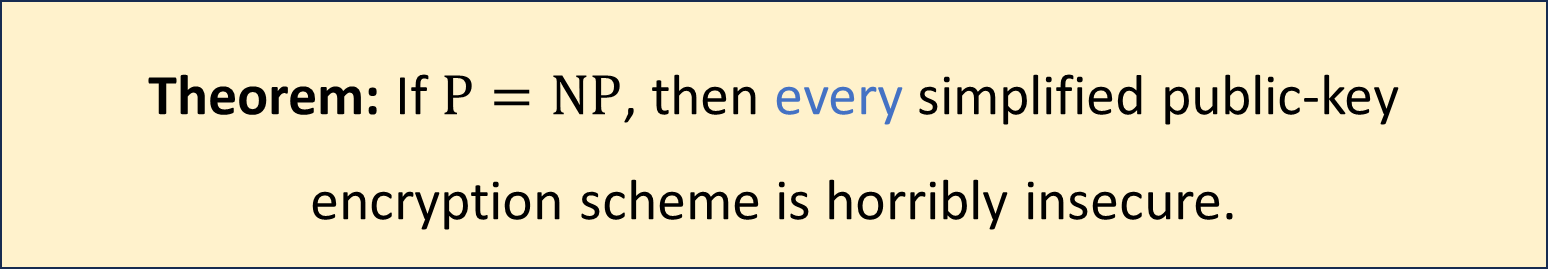 Theorem: If P = NP, then every simplified public-key
encryption scheme is horribly insecure.